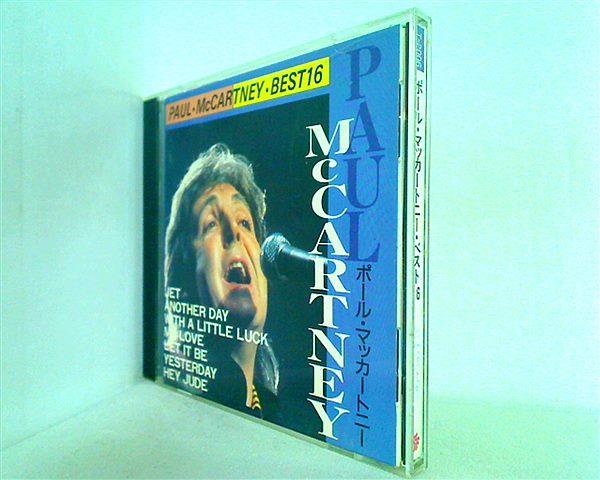 PAUL・McCARTNEY・BEST16
PAUL
McCARTNEY
ポール・マッカートニー
JET
ANOTHER DAY
WITH A LITTLE LUCK
MY LOVE
LET IT BE
YESTERDAY
HEY JUDE
ポール・マッカートニー・ベスト16